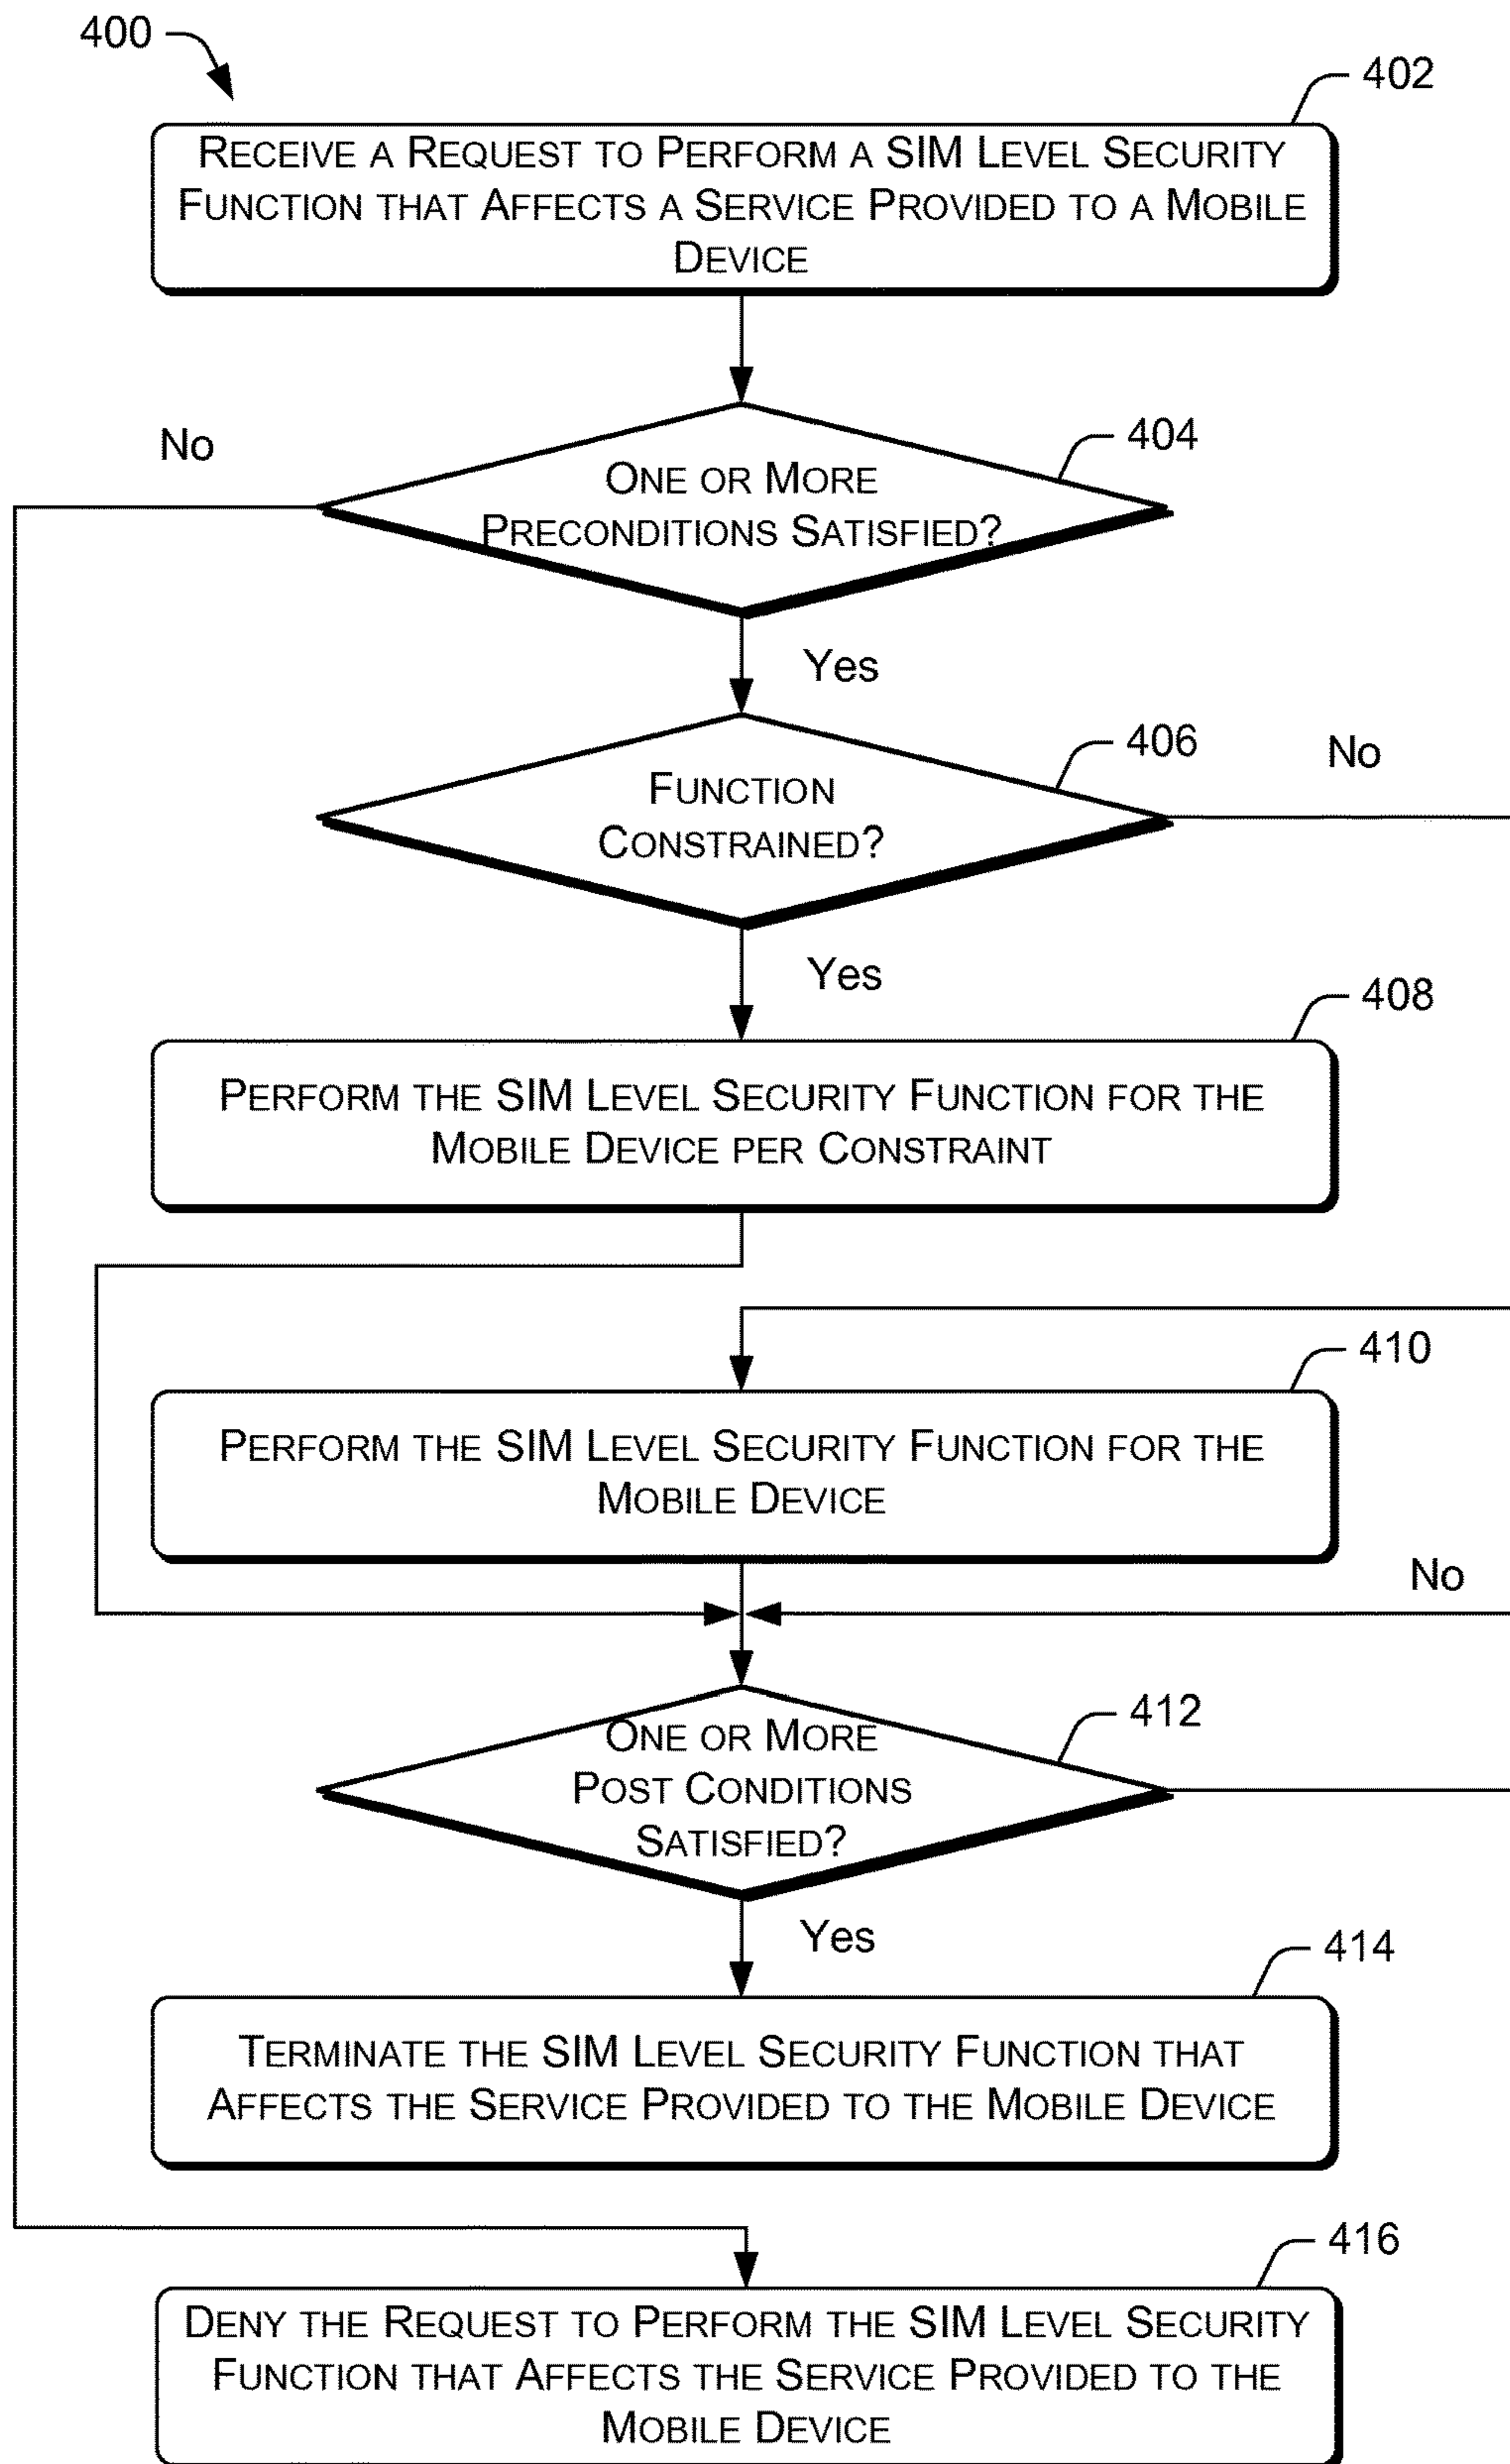 400
402
RECEIVE A REQUEST TO PERFORM A SIM LEVEL SECURITY
FUNCTION THAT AFFECTS A SERVICE PROVIDED TO A MOBILE
DEVICE
No
404
ONE OR MORE
PRECONDITIONS SATISFIED?
Yes
406
No
FUNCTION
CONSTRAINED?
Yes
408
PERFORM THE SIM LEVEL SECURITY FUNCTION FOR THE
MOBILE DEVICE PER CONSTRAINT
410
PERFORM THE SIM LEVEL SECURITY FUNCTION FOR THE
MOBILE DEVICE
No
412
ONE OR MORE
POST CONDITIONS
SATISFIED?
Yes
414
TERMINATE THE SIM LEVEL SECURITY FUNCTION THAT
AFFECTS THE SERVICE PROVIDED TO THE MOBILE DEVICE
416
DENY THE REQUEST TO PERFORM THE SIM LEVEL SECURITY
FUNCTION THAT AFFECTS THE SERVICE PROVIDED TO THE
MOBILE DEVICE